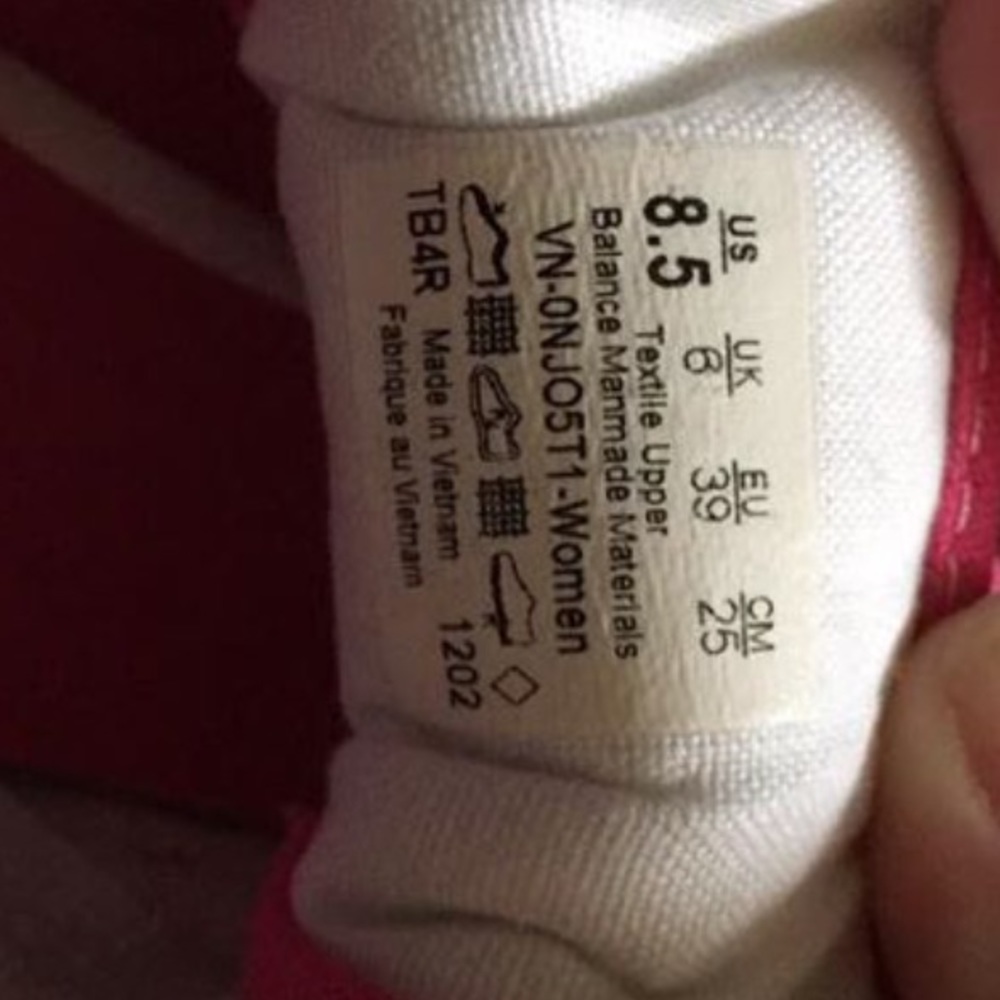 US UK EU CM
8.5 6 39 25
Textile Upper
Balance Manmade Materials
VN-0NJO5T1-Women
TB4R Made in Vietnam 1202
Fabrique au Vietnam